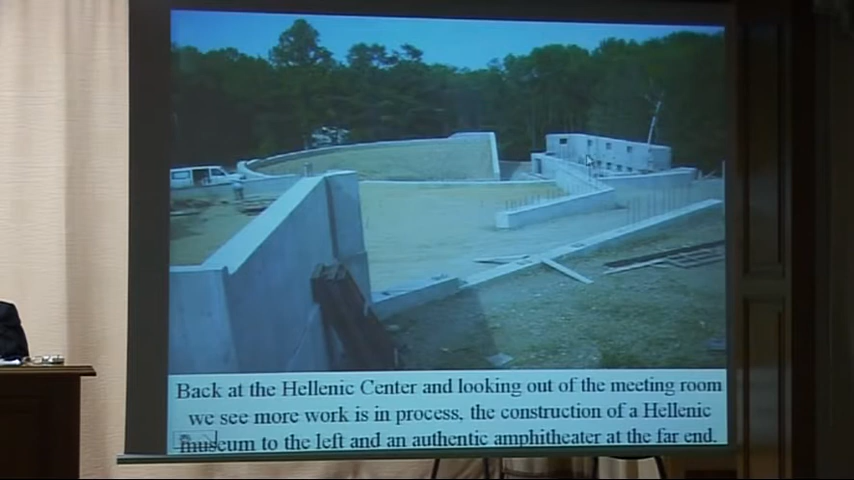 Back at the Hellenic Center and looking out of the meeting room
we see more work is in process, the construction of a Hellenic
museum to the left and an authentic amphitheater at the far end.